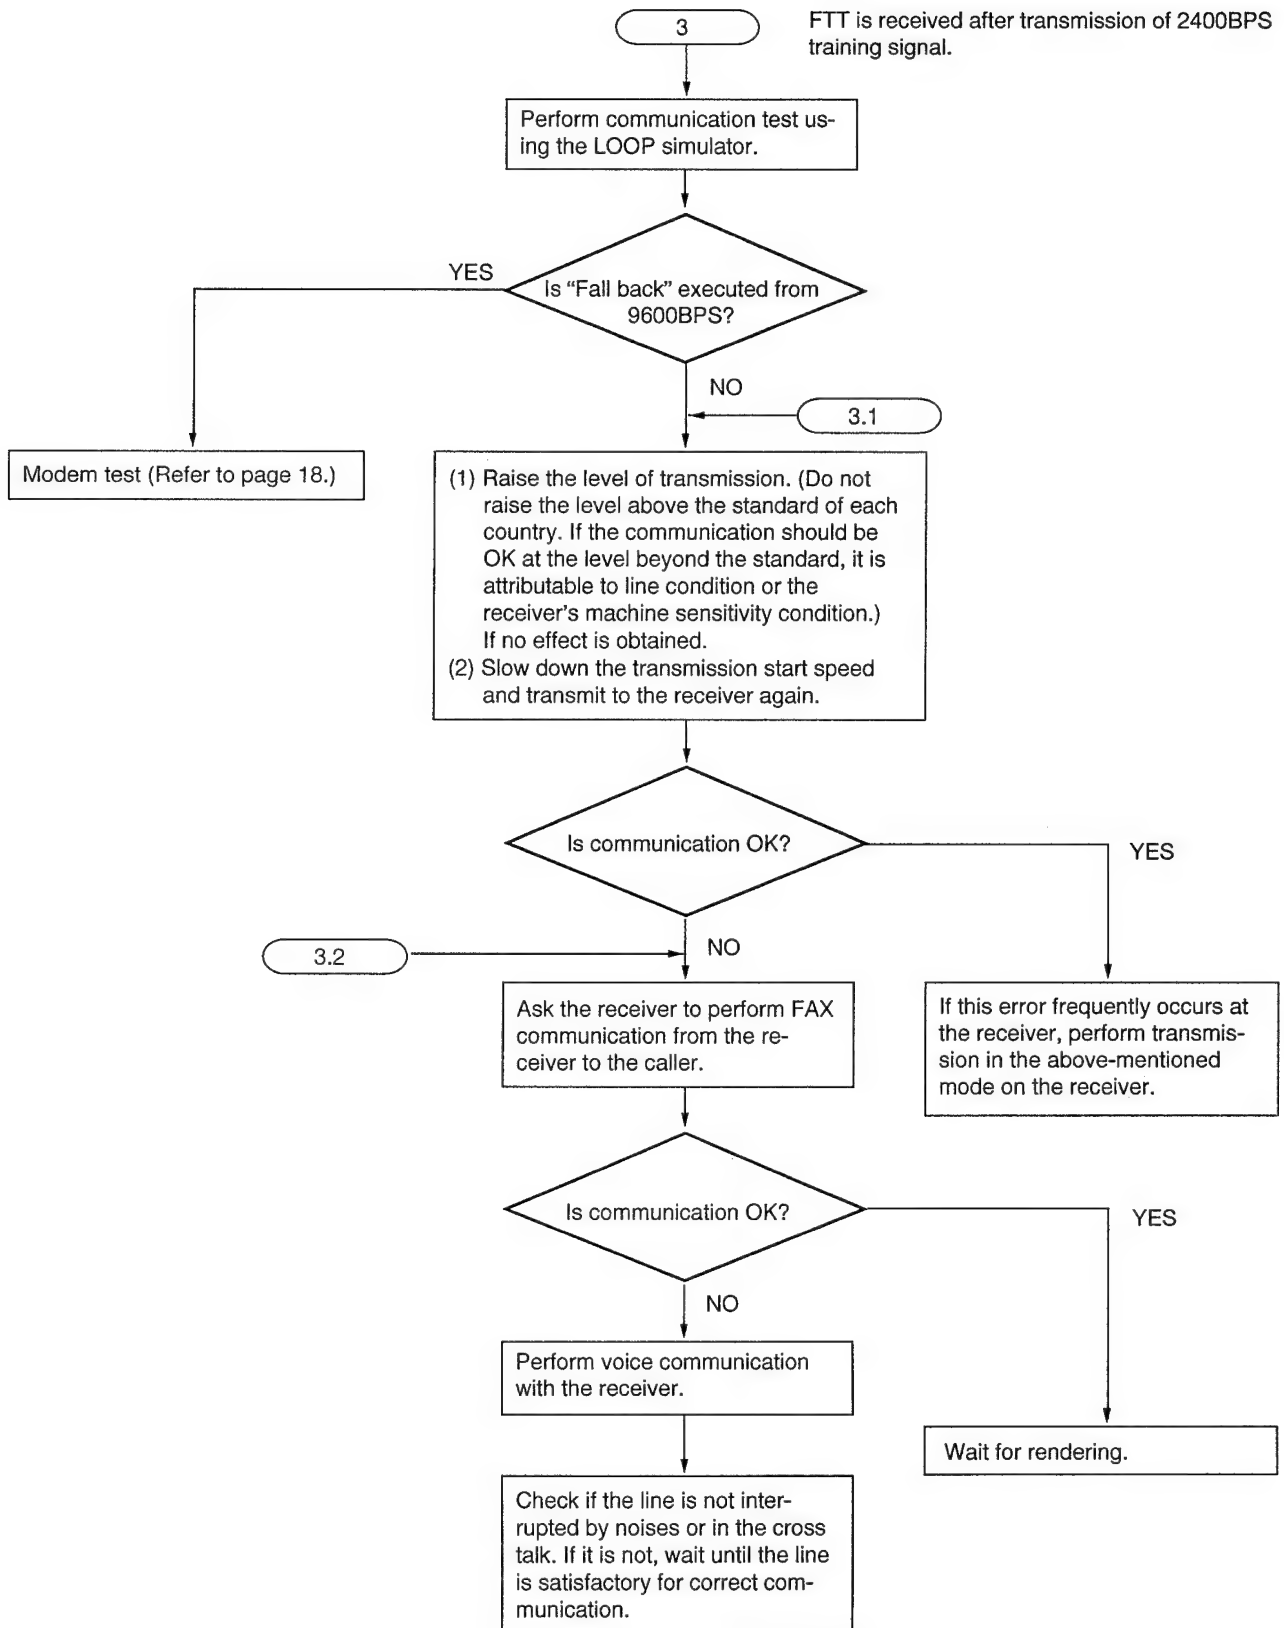 3
FTT is received after transmission of 2400BPS
training signal.
Perform communication test us-
ing the LOOP simulator.
YES
Is “Fall back” executed from
9600BPS?
NO
3.1
Modem test (Refer to page 18.)
(1) Raise the level of transmission. (Do not
raise the level above the standard of each
country. If the communication should be
OK at the level beyond the standard, it is
attributable to line condition or the
receiver's machine sensitivity condition.)
If no effect is obtained.
(2) Slow down the transmission start speed
and transmit to the receiver again.
Is communication OK?
YES
NO
3.2
Ask the receiver to perform FAX
communication from the re-
ceiver to the caller.
If this error frequently occurs at
the receiver, perform transmis-
sion in the above-mentioned
mode on the receiver.
Is communication OK?
YES
NO
Perform voice communication
with the receiver.
Wait for rendering.
Check if the line is not inter-
rupted by noises or in the cross
talk. If it is not, wait until the line
is satisfactory for correct com-
munication.